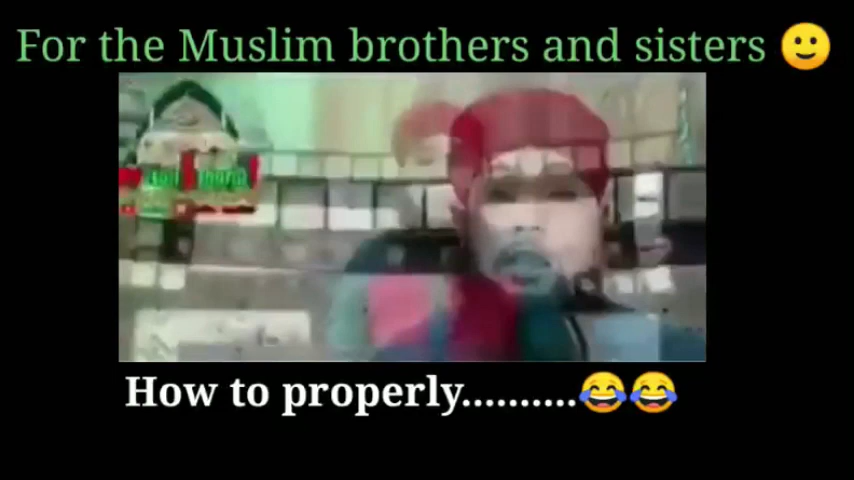 For the Muslim brothers and sisters 🙂
How to properly..........😂😂